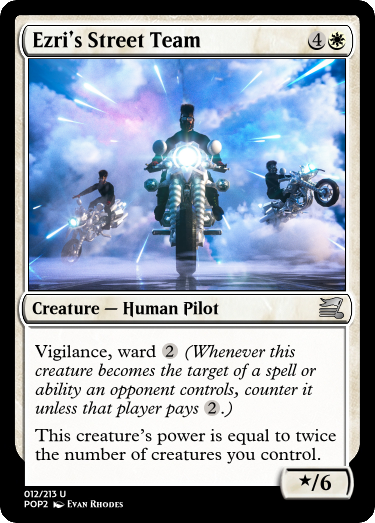 Ezri's Street Team 4
Creature — Human Pilot
Vigilance, ward 2 (Whenever this
creature becomes the target of a spell or
ability an opponent controls, counter it
unless that player pays 2.)
This creature's power is equal to twice
the number of creatures you control.
★/6
012/213 U
POP2 Evan Rhodes